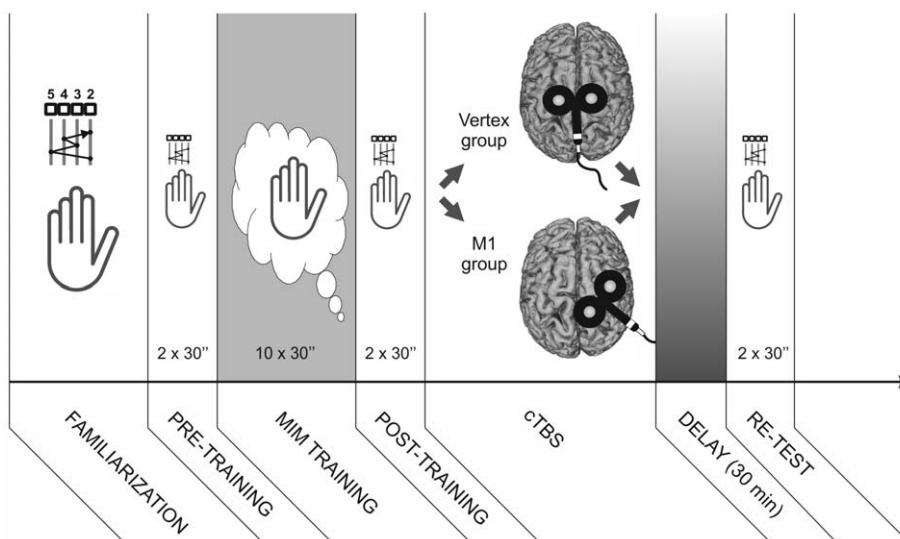 5 4 3 2
Vertex
group
M1
group
2 x 30’’
10 x 30’’
2 x 30’’
2 x 30’’
FAMILIARIZATION
PRE-TRAINING
MIM TRAINING
POST-TRAINING
cTBS
DELAY (30 min)
RE-TEST